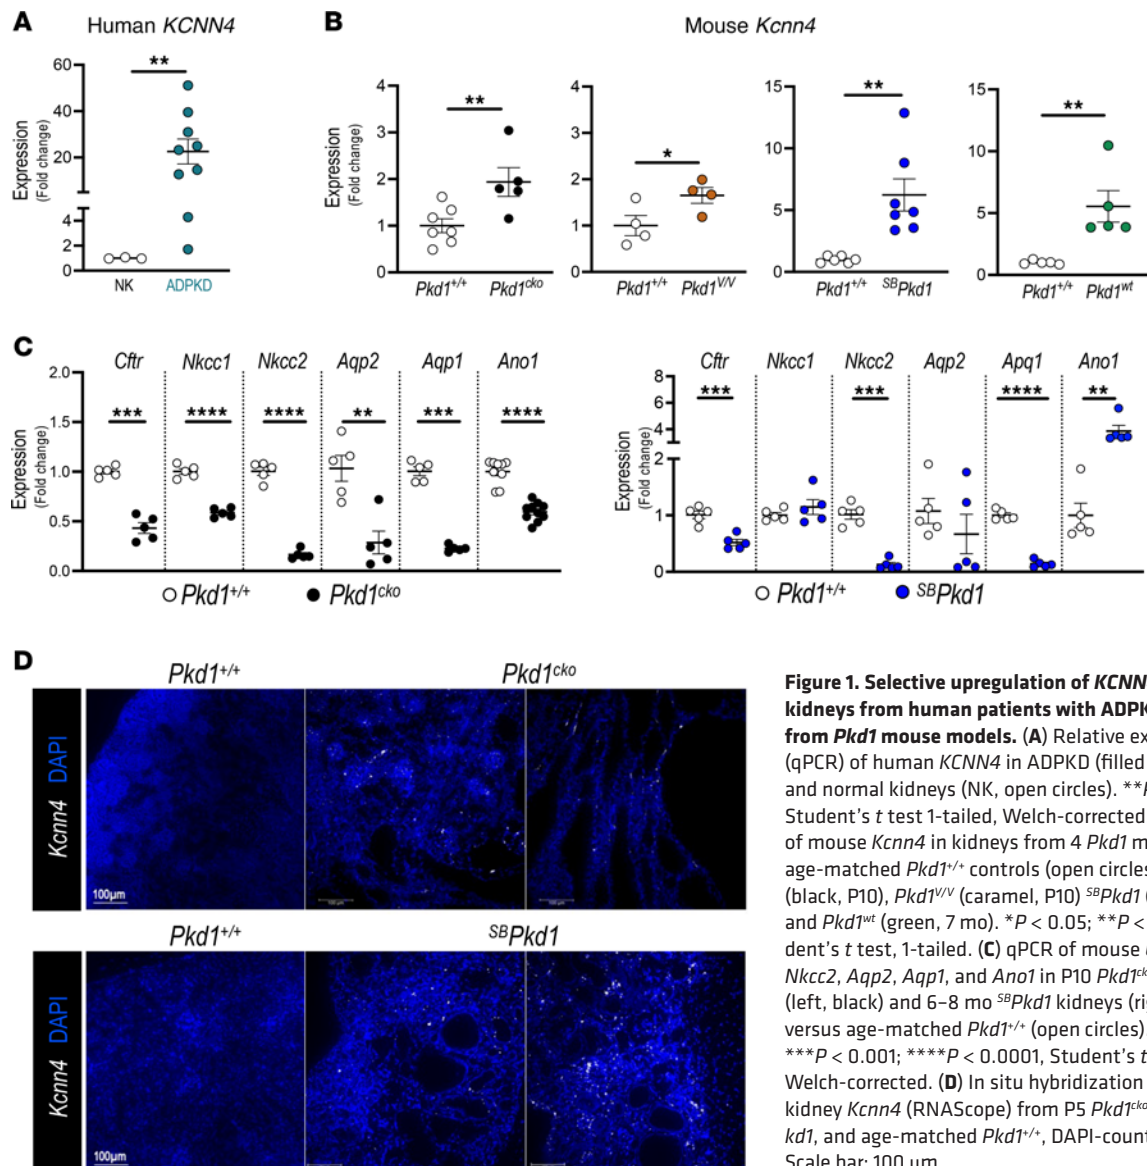 A Human KCNN4
B Mouse Kcnn4
Expression
(Fold change)
60
40
20
4
2
0
**
NK ADPKD
4
3
2
1
0
**
Pkd1+/+ Pkd1cko
4
3
2
1
0
*
Pkd1+/+ Pkd1V/V
15
10
5
0
**
Pkd1+/+ SBPkd1
15
10
5
0
**
Pkd1+/+ Pkd1wt
Expression
(Fold change)
C
Cftr Nkcc1 Nkcc2 Aqp2 Aqp1 Ano1
2.0
1.5
1.0
0.5
0.0
Expression
(Fold change)
*** **** **** ** *** ****
Pkd1+/+ Pkd1cko
Cftr Nkcc1 Nkcc2 Aqp2 Apq1 Ano1
8
6
4
2
1
0
Expression
(Fold change)
*** *** **** **
Pkd1+/+ SBPkd1
D
Pkd1+/+ Pkd1cko
Kcnn4 DAPI
100µm
100 µm
Pkd1+/+ SBPkd1
Kcnn4 DAPI
100µm
Figure 1. Selective upregulation of KCNN
kidneys from human patients with ADPK
from Pkd1 mouse models. (A) Relative ex
(qPCR) of human KCNN4 in ADPKD (filled
and normal kidneys (NK, open circles). **P
Student's t test 1-tailed, Welch-corrected
of mouse Kcnn4 in kidneys from 4 Pkd1 m
age-matched Pkd1+/+ controls (open circles
(black, P10), Pkd1V/V (caramel, P10) SBPkd1 (
and Pkd1wt (green, 7 mo). *P < 0.05; **P <
dent's t test, 1-tailed. (C) qPCR of mouse
Nkcc2, Aqp2, Aqp1, and Ano1 in P10 Pkd1ck
(left, black) and 6–8 mo SBPkd1 kidneys (ri
versus age-matched Pkd1+/+ (open circles)
***P < 0.001; ****P < 0.0001, Student's t
Welch-corrected. (D) In situ hybridization
kidney Kcnn4 (RNAScope) from P5 Pkd1cko
kd1, and age-matched Pkd1+/+, DAPI-count
Scale bar: 100 µm